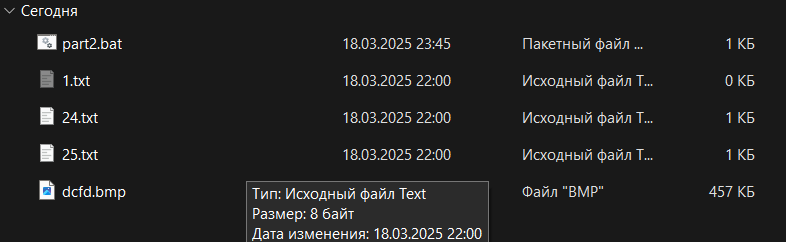 Сегодня
part2.bat 18.03.2025 23:45 Пакетный файл ... 1 КБ
1.txt 18.03.2025 22:00 Исходный файл Т... 0 КБ
24.txt 18.03.2025 22:00 Исходный файл Т... 1 КБ
25.txt 18.03.2025 22:00 Исходный файл Т... 1 КБ
dcfd.bmp Файл "BMP" 457 КБ
Тип: Исходный файл Text
Размер: 8 байт
Дата изменения: 18.03.2025 22:00